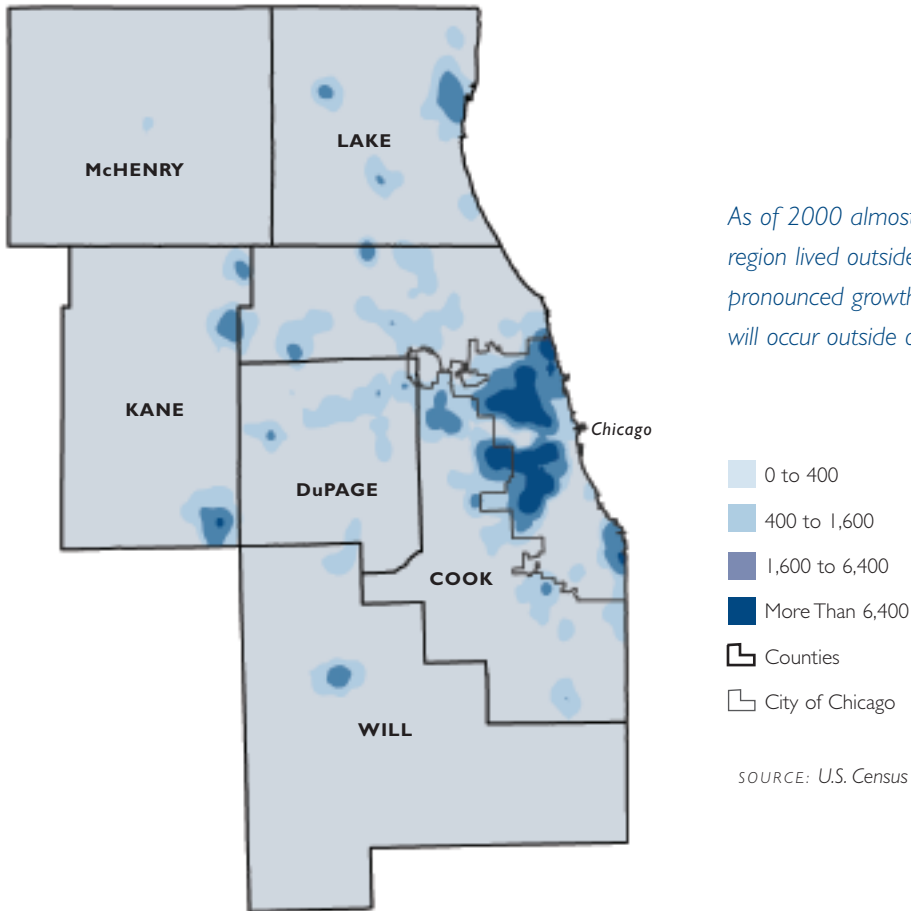 LAKE
McHENRY
As of 2000 almost
region lived outside
pronounced growth
will occur outside o
KANE
Chicago
DuPAGE
0 to 400
400 to 1,600
1,600 to 6,400
COOK
More Than 6,400
Counties
City of Chicago
WILL
SOURCE: U.S. Census